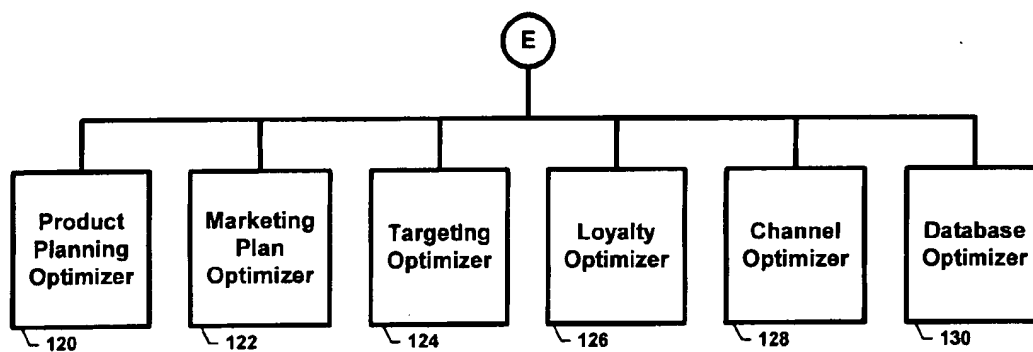 E
Product
Planning
Optimizer
Marketing
Plan
Optimizer
Targeting
Optimizer
Loyalty
Optimizer
Channel
Optimizer
Database
Optimizer
120
122
124
126
128
130